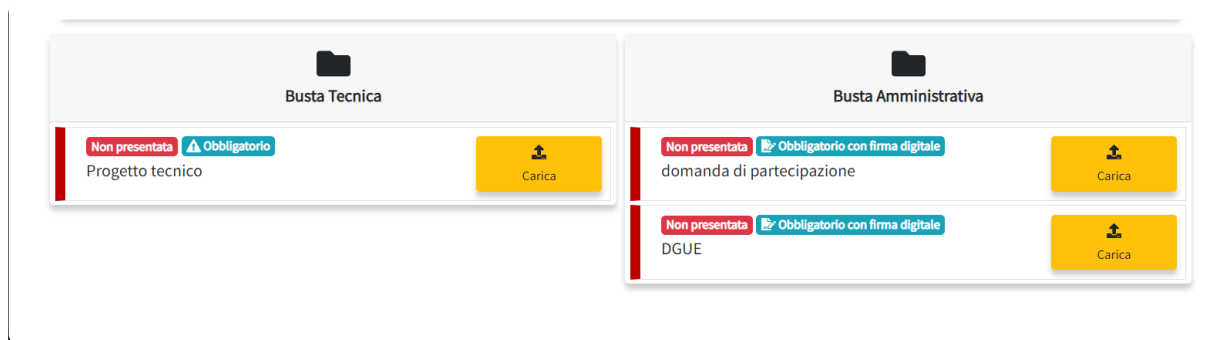 Busta Tecnica
Non presentata Obbligatorio
Progetto tecnico
Carica
Busta Amministrativa
Non presentata Obbligatorio con firma digitale
domanda di partecipazione
Carica
Non presentata Obbligatorio con firma digitale
DGUE
Carica